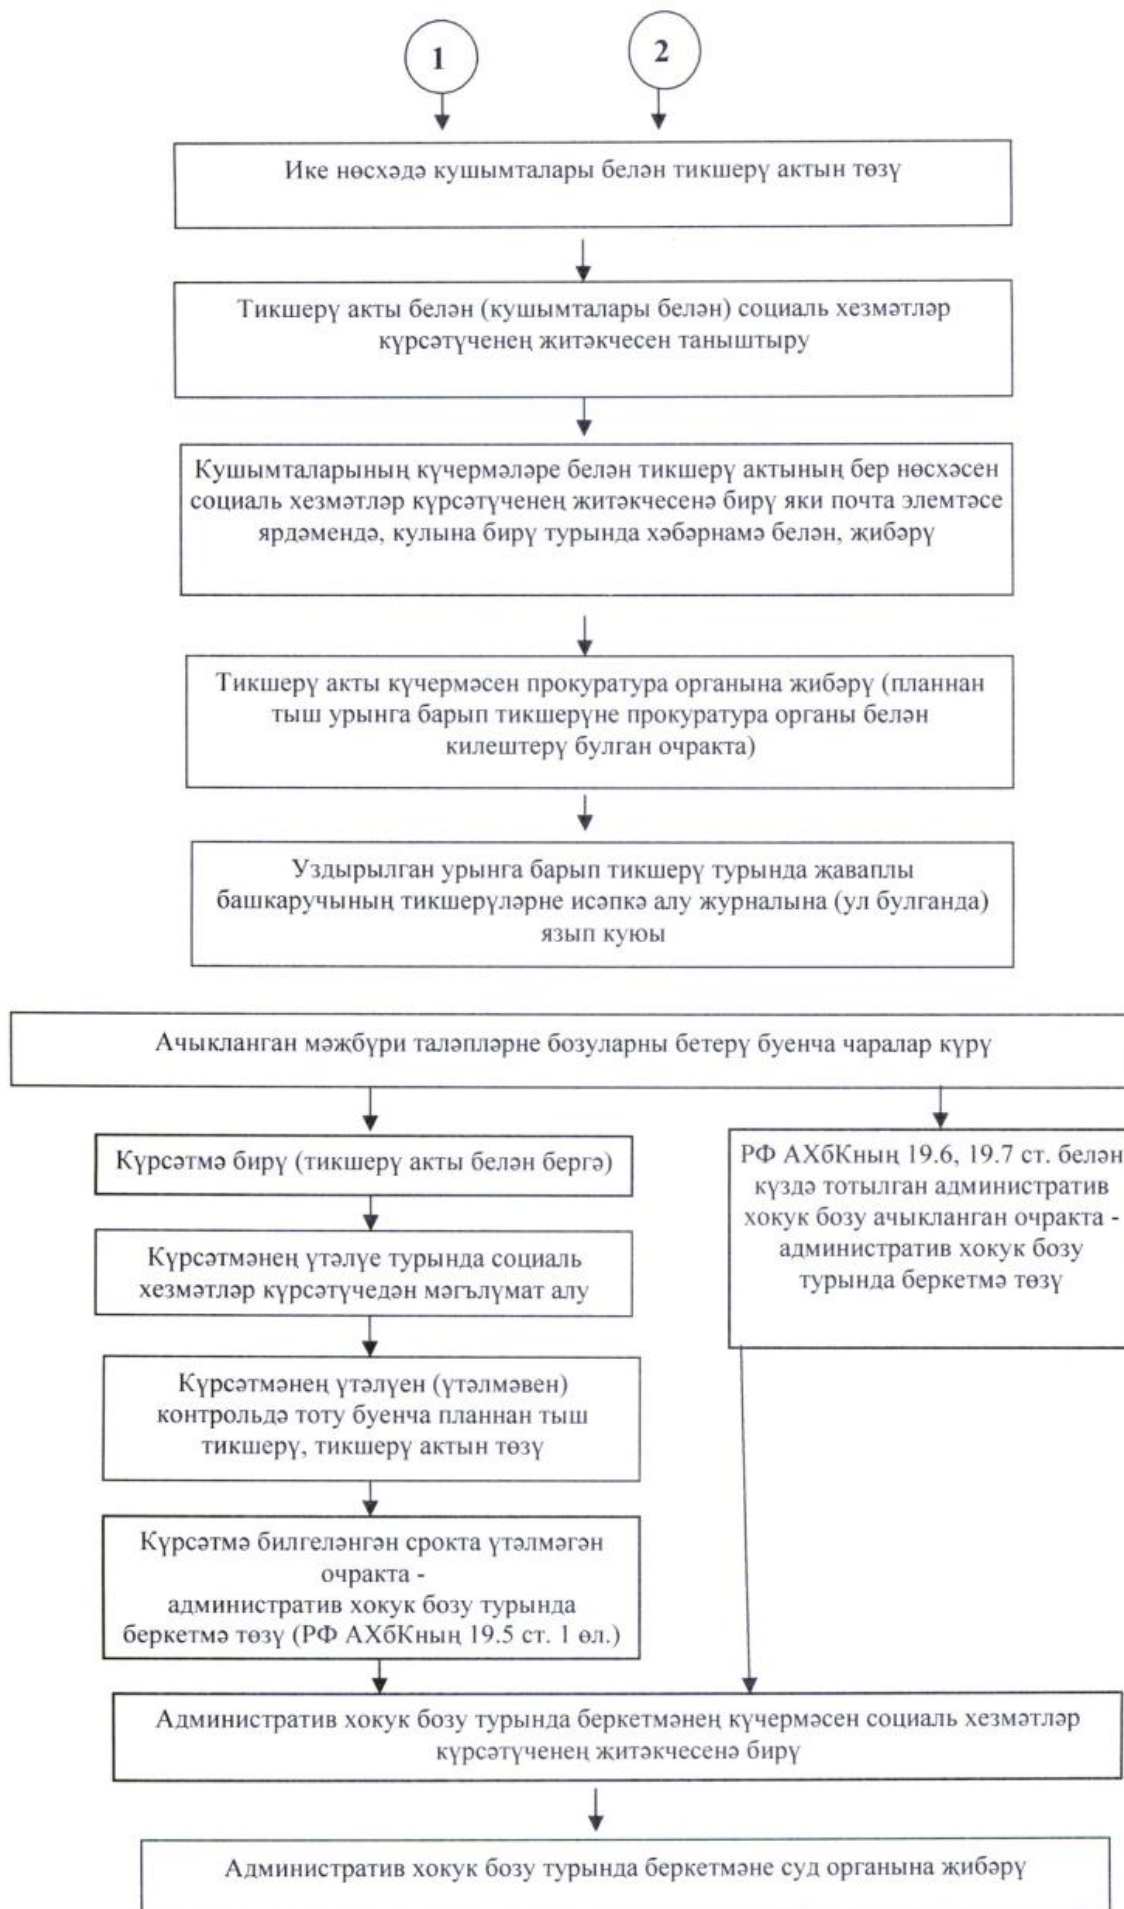 1
2
Ике нөсхәдә кушымталары белән тикшерү актын төзү
Тикшерү акты белән (кушымталары белән) социаль хезмәтләр
күрсәтүченең җитәкчесен таныштыру
Кушымталарының күчермәләре белән тикшерү актының бер нөсхәсен
социаль хезмәтләр күрсәтүченең җитәкчесенә бирү яки почта элемтәсе
ярдәмендә, кулына бирү турында хәбәрнамә белән, җибәрү
Тикшерү акты күчермәсен прокуратура органына җибәрү (планнан
тыш урынга барып тикшерүне прокуратура органы белән
килештерү булган очракта)
Уздырылган урынга барып тикшерү турында җаваплы
башкаручының тикшерүләрне исәпкә алу журналына (ул булганда)
язып куюы
Ачыкланган мәҗбүри таләпләрне бозуларны бетерү буенча чаралар күрү
Күрсәтмә бирү (тикшерү акты белән бергә)
Күрсәтмәнең үтәлүе турында социаль
хезмәтләр күрсәтүчедән мәгълүмат алу
Күрсәтмәнең үтәлүен (үтәлмәвен)
контрольдә тоту буенча планнан тыш
тикшерү, тикшерү актын төзү
Күрсәтмә билгеләнгән срокта үтәлмәгән
очракта -
административ хокук бозу турында
беркетмә төзү (РФ АХбКның 19.5 ст. 1 өл.)
РФ АХбКның 19.6, 19.7 ст. белән
күздә тотылган административ
хокук бозу ачыкланган очракта -
административ хокук бозу
турында беркетмә төзү
Административ хокук бозу турында беркетмәнең күчермәсен социаль хезмәтләр
күрсәтүченең җитәкчесенә бирү
Административ хокук бозу турында беркетмәне суд органына җибәрү